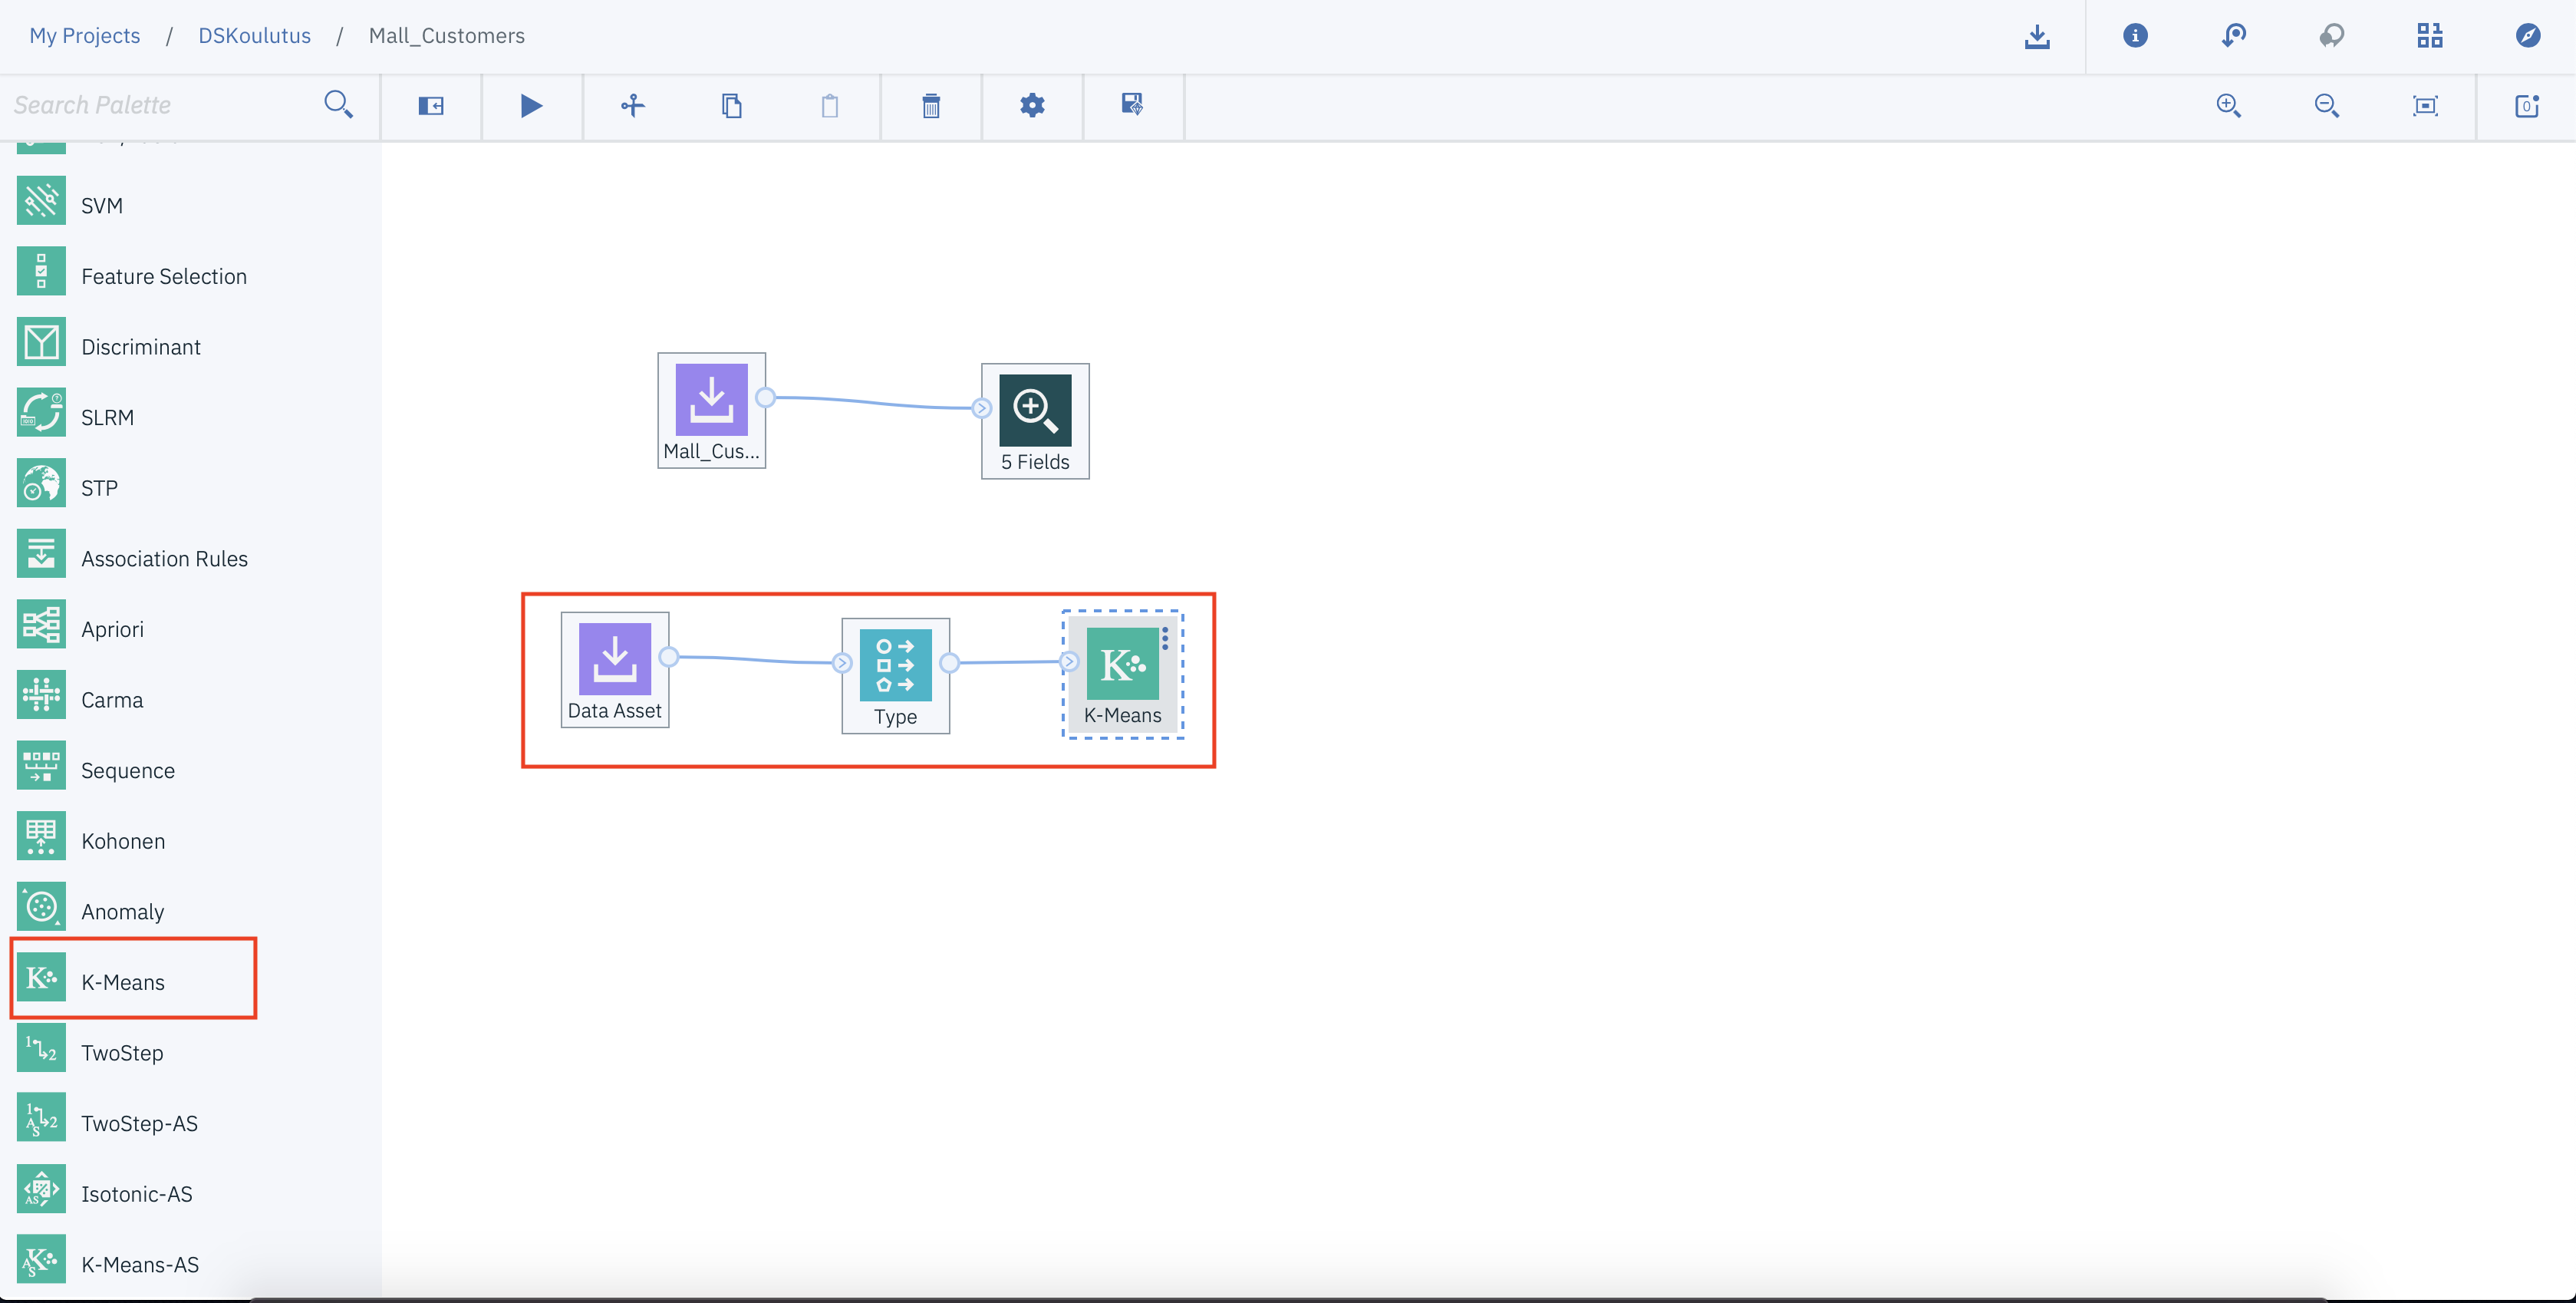 My Projects / DSKoulutus / Mall_Customers
Search Palette
0
SVM
Feature Selection
Discriminant
SLRM
STP
Association Rules
Apriori
Carma
Sequence
Kohonen
Anomaly
K-Means
TwoStep
TwoStep-AS
Isotonic-AS
K-Means-AS
Mall_Cus...
5 Fields
Data Asset
Type
K
K-Means